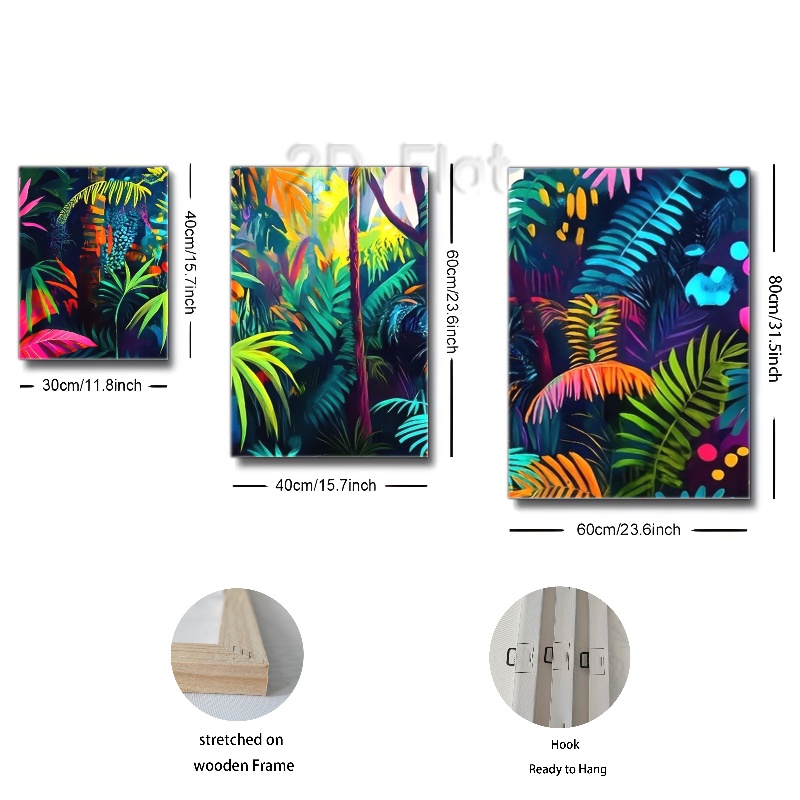 2D Flat
40cm/15.7inch
30cm/11.8inch
60cm/23.6inch
40cm/15.7inch
80cm/31.5inch
60cm/23.6inch
stretched on
wooden Frame
Hook
Ready to Hang